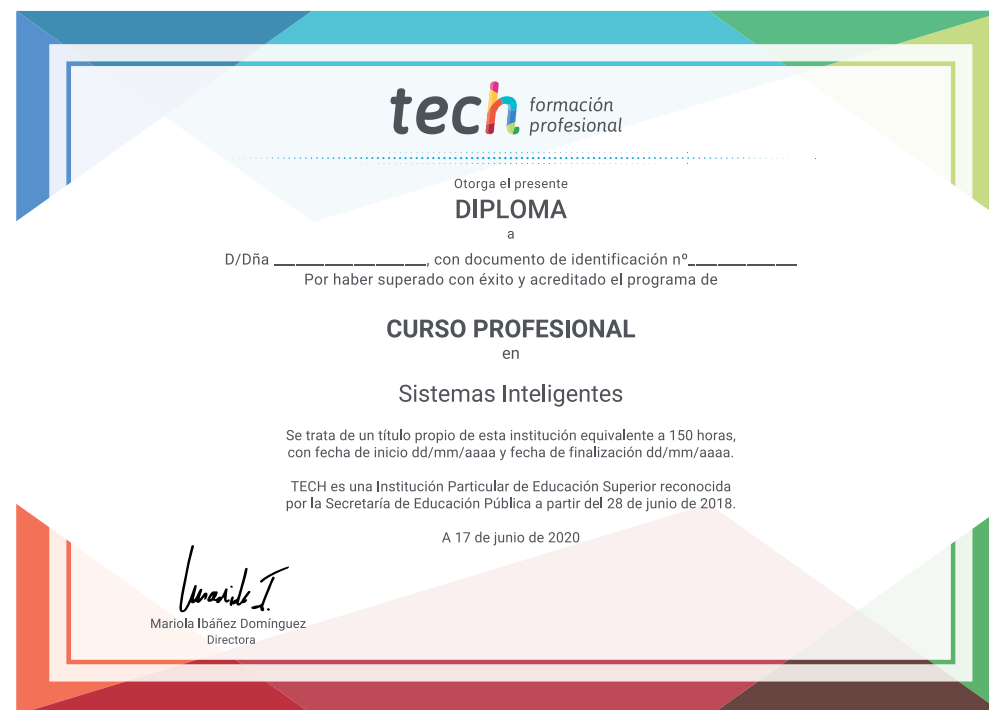 tech formación
profesional
Otorga el presente
DIPLOMA
a
D/Dña ______________, con documento de identificación nº__________
Por haber superado con éxito y acreditado el programa de
CURSO PROFESIONAL
en
Sistemas Inteligentes
Se trata de un título propio de esta institución equivalente a 150 horas,
con fecha de inicio dd/mm/aaaa y fecha de finalización dd/mm/aaaa.
TECH es una Institución Particular de Educación Superior reconocida
por la Secretaría de Educación Pública a partir del 28 de junio de 2018.
A 17 de junio de 2020
Mariola I.
Mariola Ibáñez Domínguez
Directora